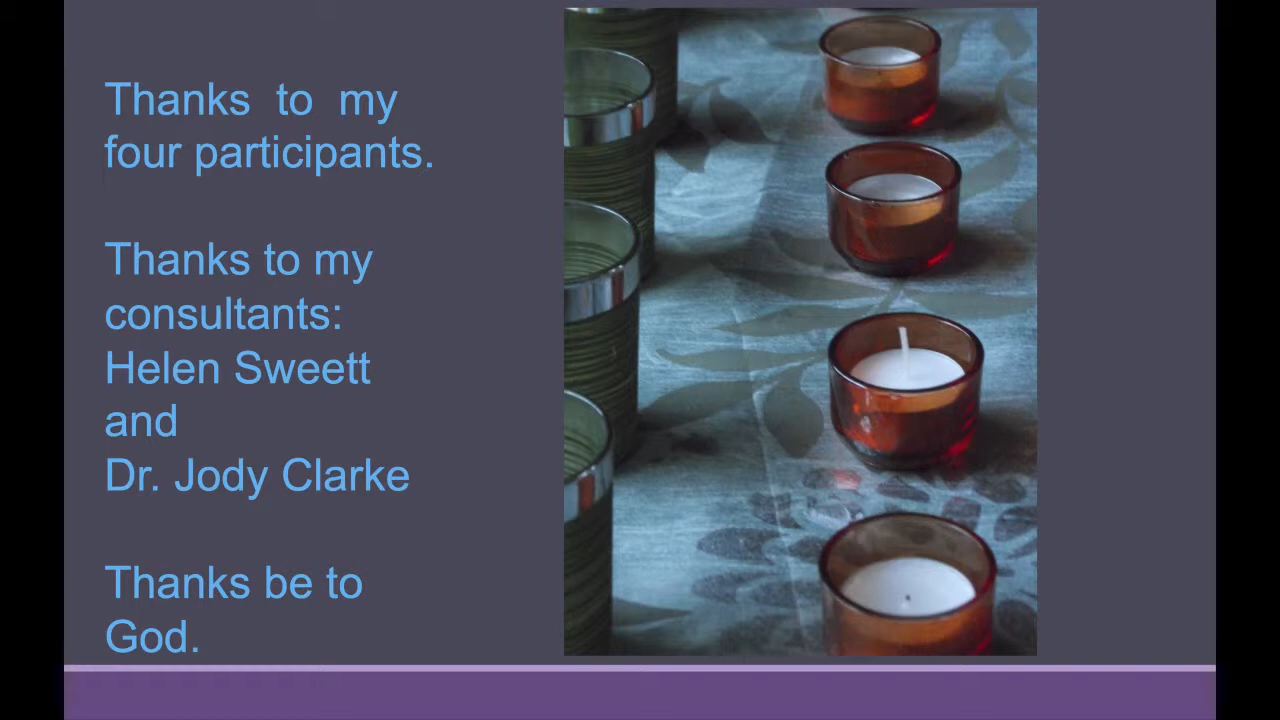 Thanks to my
four participants.
Thanks to my
consultants:
Helen Sweett
and
Dr. Jody Clarke
Thanks be to
God.